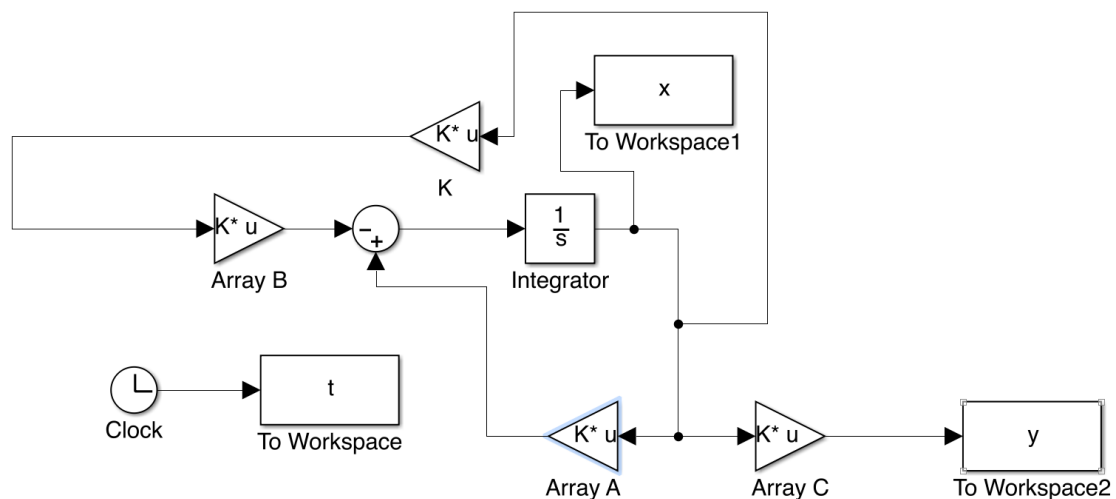 x
To Workspace1
K* u
K
K* u
Array B
-
+
1
s
Integrator
Clock
t
To Workspace
K* u
Array A
K* u
Array C
y
To Workspace2